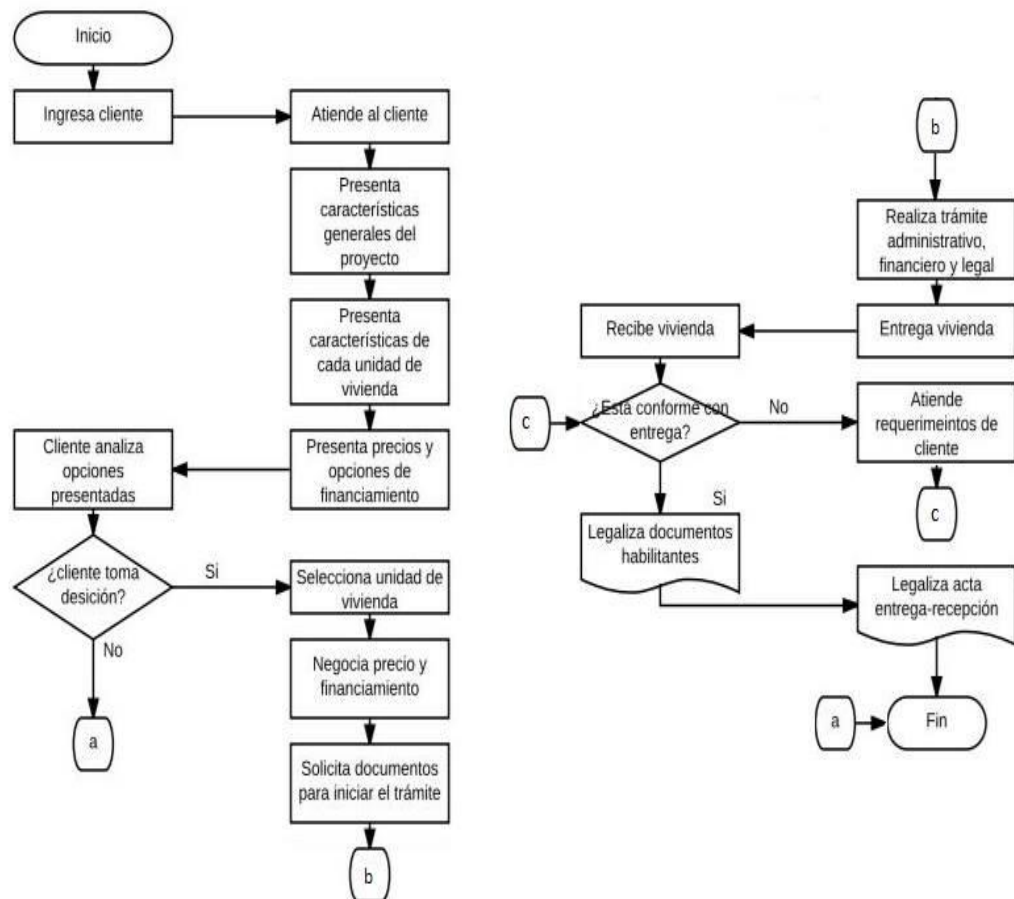 Inicio
Ingresa cliente
Atiende al cliente
Presenta
características
generales del
proyecto
Presenta
características de
cada unidad de
vivienda
Presenta precios y
opciones de
financiamiento
Cliente analiza
opciones
presentadas
¿cliente toma
desición?
Si
No
a
Selecciona unidad de
vivienda
Negocia precio y
financiamiento
Solicita documentos
para iniciar el trámite
b
b
Realiza trámite
administrativo,
financiero y legal
Entrega vivienda
Recibe vivienda
c
¿Está conforme con
entrega?
No
Atiende
requerimeintos de
cliente
c
Si
Legaliza documentos
habilitantes
Legaliza acta
entrega-recepción
a
Fin